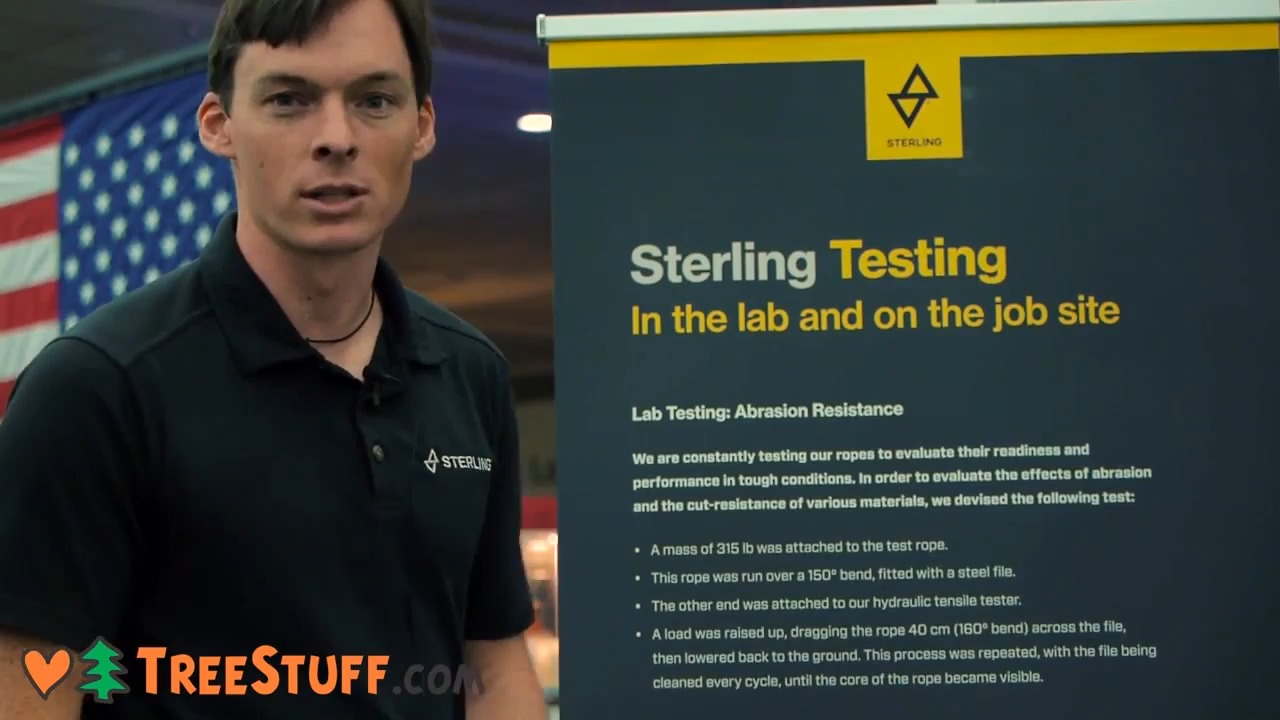 STERLING
Sterling Testing
In the lab and on the job site
Lab Testing: Abrasion Resistance
We are constantly testing our ropes to evaluate their readiness and
performance in tough conditions. In order to evaluate the effects of abrasion
and the cut-resistance of various materials, we devised the following test:
• A mass of 315 lb was attached to the test rope.
• This rope was run over a 150° bend, fitted with a steel file.
• The other end was attached to our hydraulic tensile tester.
• A load was raised up, dragging the rope 40 cm (160° bend) across the file,
then lowered back to the ground. This process was repeated, with the file being
cleaned every cycle, until the core of the rope became visible.
STERLING
TREESTUFF.com